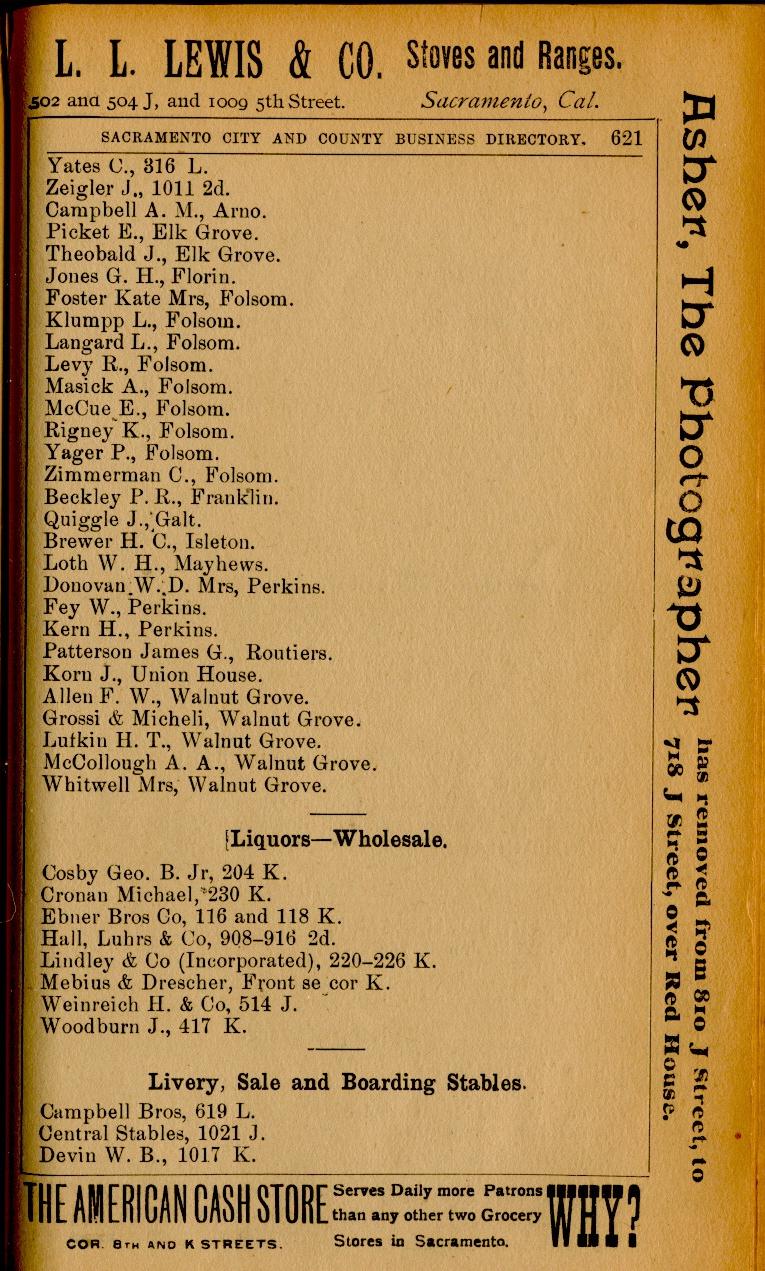 L. L. LEWIS & CO. Stoves and Ranges.
502 and 504 J, and 1009 5th Street. Sacramento, Cal.
SACRAMENTO CITY AND COUNTY BUSINESS DIRECTORY. 621
Yates C., 316 L.
Zeigler J., 1011 2d.
Campbell A. M., Arno.
Picket E., Elk Grove.
Theobald J., Elk Grove.
Jones G. H., Florin.
Foster Kate Mrs, Folsom.
Klumpp L., Folsom.
Langard L., Folsom.
Levy R., Folsom.
Masick A., Folsom.
McCue E., Folsom.
Rigney K., Folsom.
Yager P., Folsom.
Zimmerman C., Folsom.
Beckley P. R., Franklin.
Quiggle J., Galt.
Brewer H. C., Isleton.
Loth W. H., Mayhews.
Donovan W. D. Mrs, Perkins.
Fey W., Perkins.
Kern H., Perkins.
Patterson James G., Routiers.
Korn J., Union House.
Allen F. W., Walnut Grove.
Grossi & Micheli, Walnut Grove.
Lufkin H. T., Walnut Grove.
McCollough A. A., Walnut Grove.
Whitwell Mrs, Walnut Grove.
Liquors—Wholesale.
Cosby Geo. B. Jr, 204 K.
Cronan Michael, 230 K.
Ebner Bros Co, 116 and 118 K.
Hall, Luhrs & Co, 908-916 2d.
Lindley & Co (Incorporated), 220-226 K.
Mebius & Drescher, Front se cor K.
Weinreich H. & Co, 514 J.
Woodburn J., 417 K.
Livery, Sale and Boarding Stables.
Campbell Bros, 619 L.
Central Stables, 1021 J.
Devin W. B., 1017 K.
THE AMERICAN CASH STORE
COR. 8TH AND K STREETS.
Serves Daily more Patrons
than any other two Grocery
Stores in Sacramento.
WHY?
Asher, The Photographer
has removed from 810 J Street, to
718 J Street, over Red House.